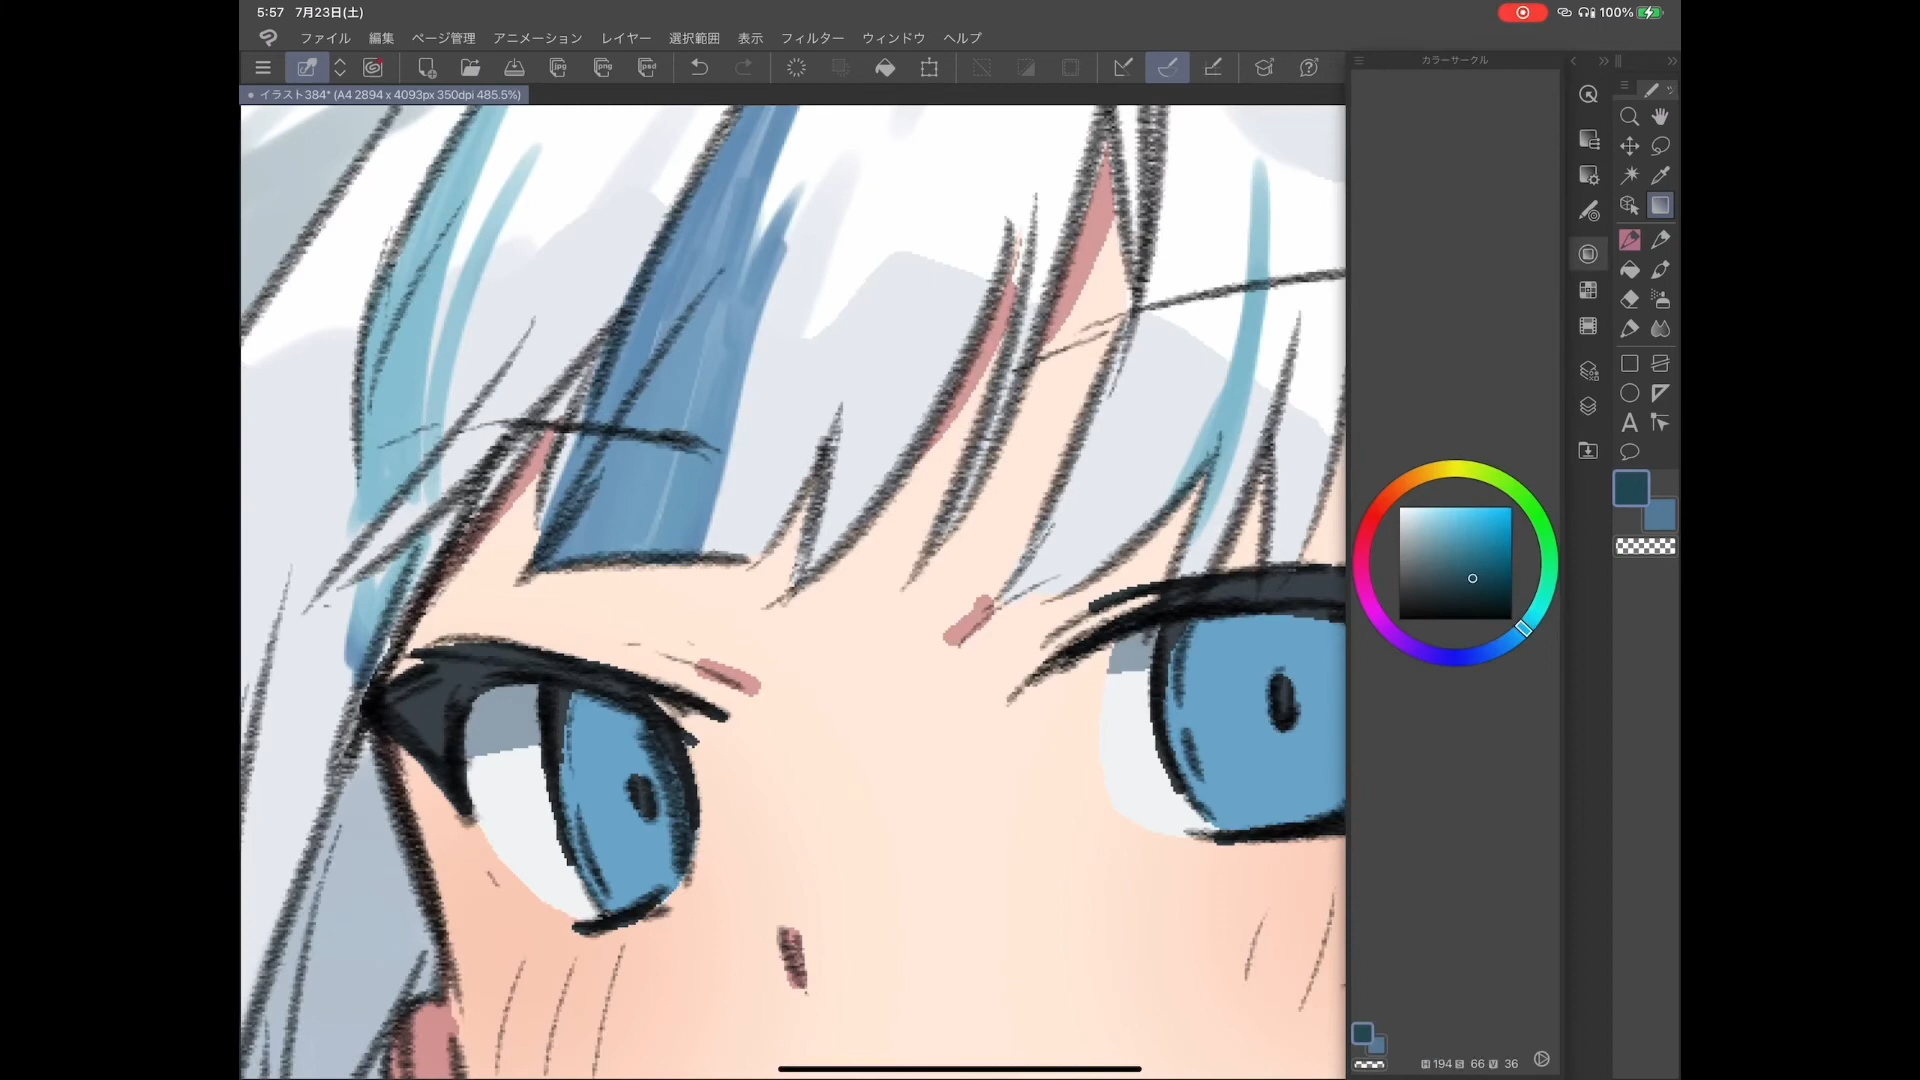 5:57 7月23日(土) 100%
ファイル 編集 ページ管理 アニメーション レイヤー 選択範囲 表示 フィルター ウィンドウ ヘルプ
jpg png psd
イラスト384* (A4 2894 x 4093px 350dpi 485.5%)
カラーサークル
A
H 194 S 66 V 36